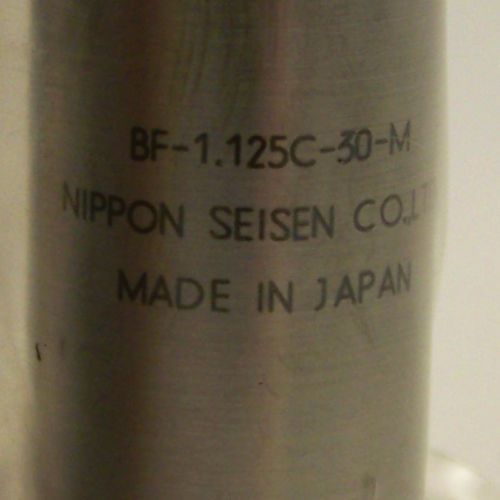 BF-1.125C-30-M
NIPPON SEISEN CO.,LT
MADE IN JAPAN